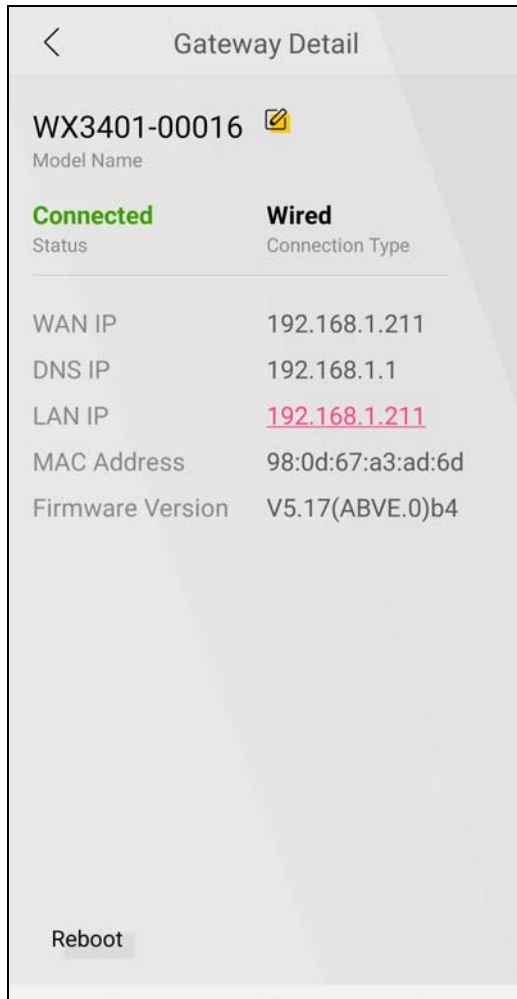 Gateway Detail
WX3401-00016
Model Name
Connected Wired
Status Connection Type
WAN IP 192.168.1.211
DNS IP 192.168.1.1
LAN IP 192.168.1.211
MAC Address 98:0d:67:a3:ad:6d
Firmware Version V5.17(ABVE.0)b4
Reboot